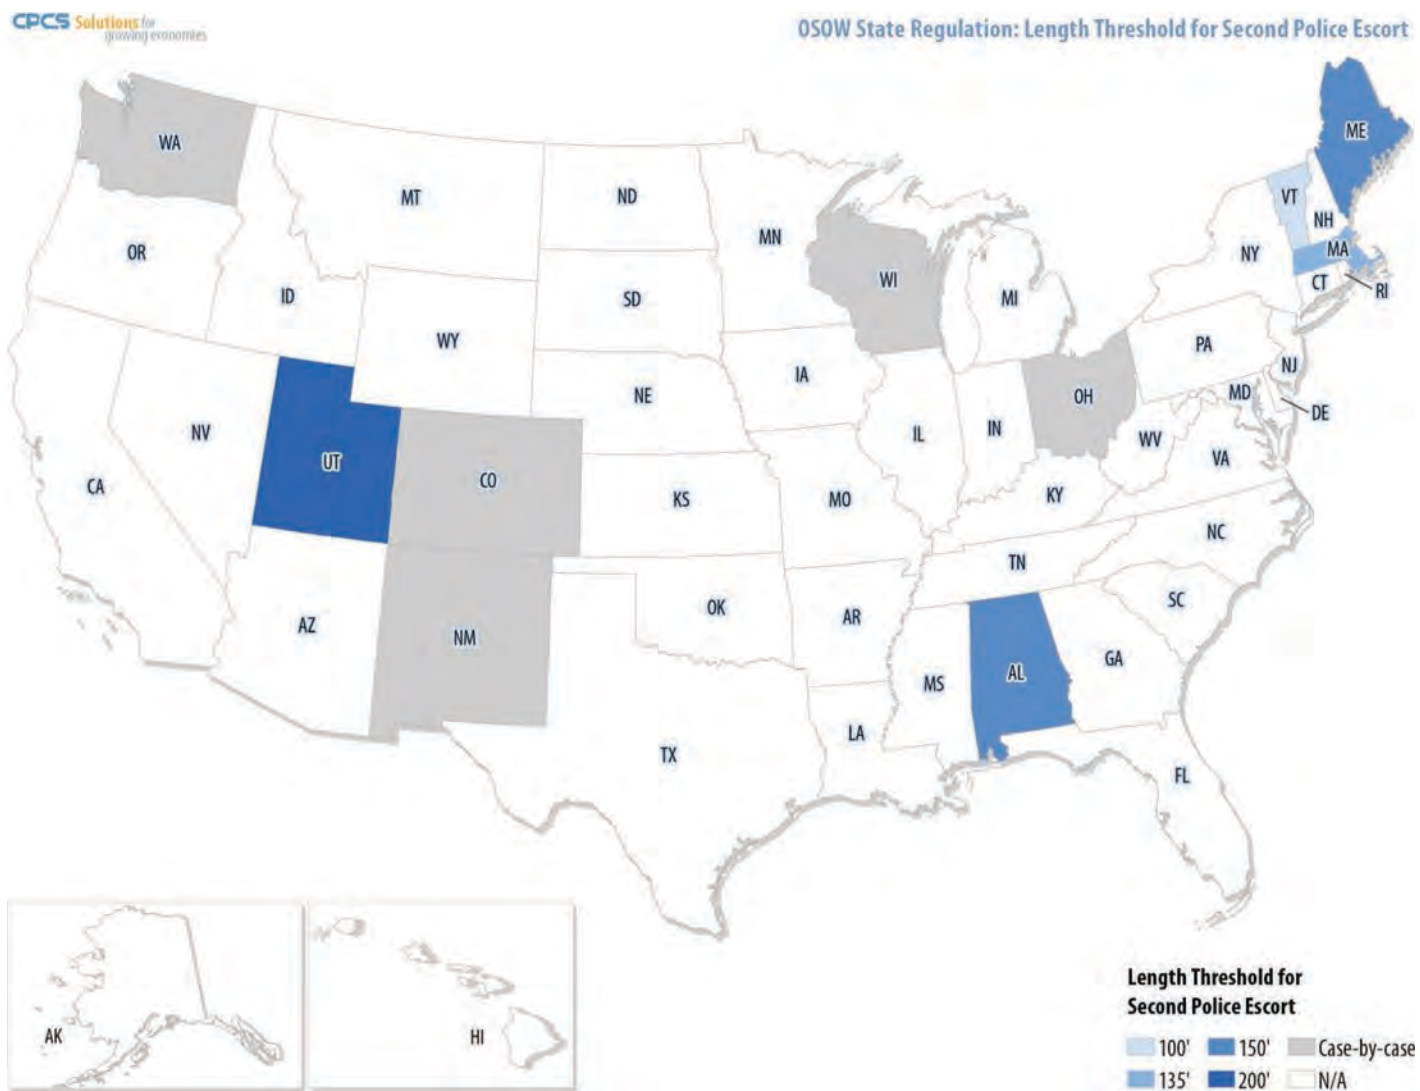 CPCS Solutions for
growing economies
OSOW State Regulation: Length Threshold for Second Police Escort
WA
MT
ND
MN
ME
VT
NH
OR
ID
SD
WI
MI
NY
MA
CT
RI
WY
NE
IA
PA
NJ
NV
UT
CO
IL
IN
OH
MD
DE
WV
VA
CA
KS
MO
KY
NC
AZ
NM
OK
AR
TN
SC
MS
AL
GA
TX
LA
FL
AK
HI
Length Threshold for
Second Police Escort
100' 150' Case-by-case
135' 200' N/A